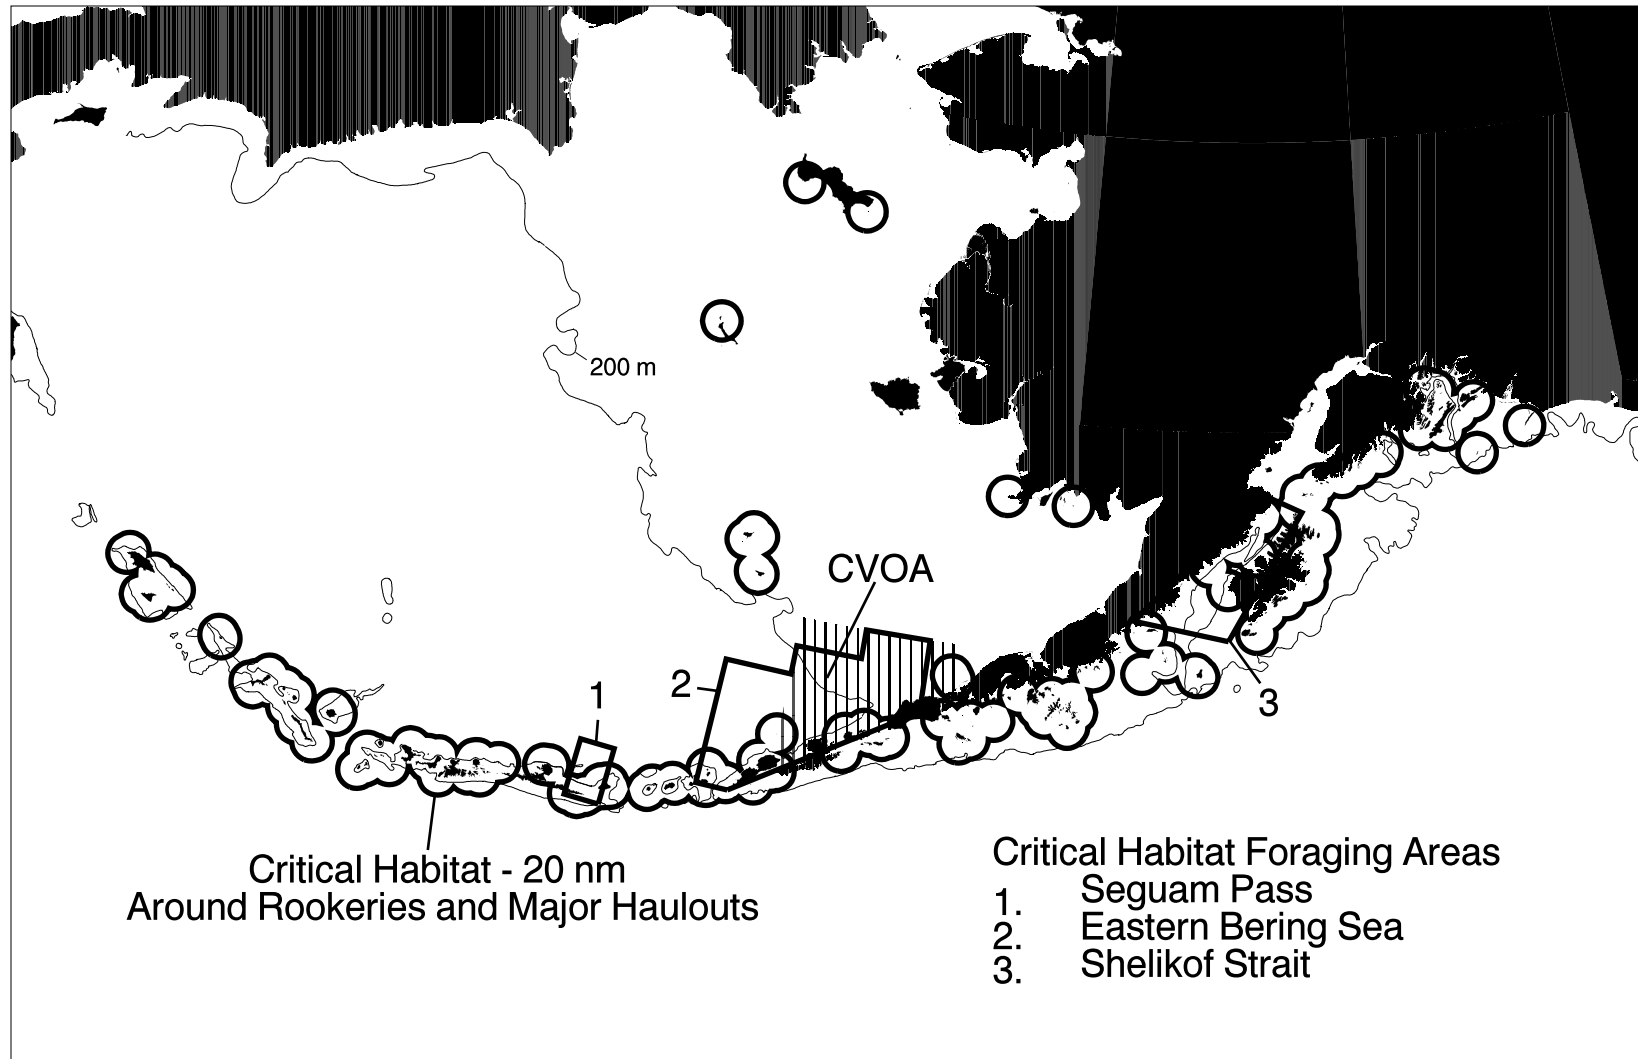 200 m
CVOA
1
2
3
Critical Habitat - 20 nm
Around Rookeries and Major Haulouts
Critical Habitat Foraging Areas
1. Seguam Pass
2. Eastern Bering Sea
3. Shelikof Strait